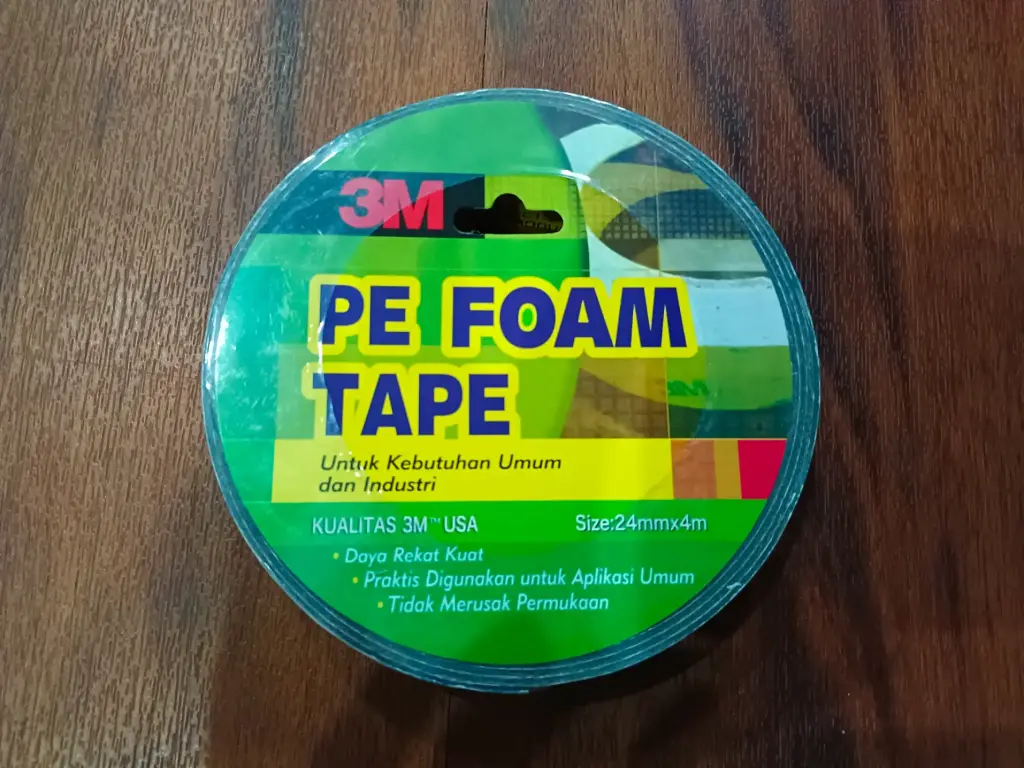 3M
PE FOAM
TAPE
Untuk Kebutuhan Umum
dan Industri
KUALITAS 3M™ USA
Size:24mmx4m
• Daya Rekat Kuat
• Praktis Digunakan untuk Aplikasi Umum
• Tidak Merusak Permukaan